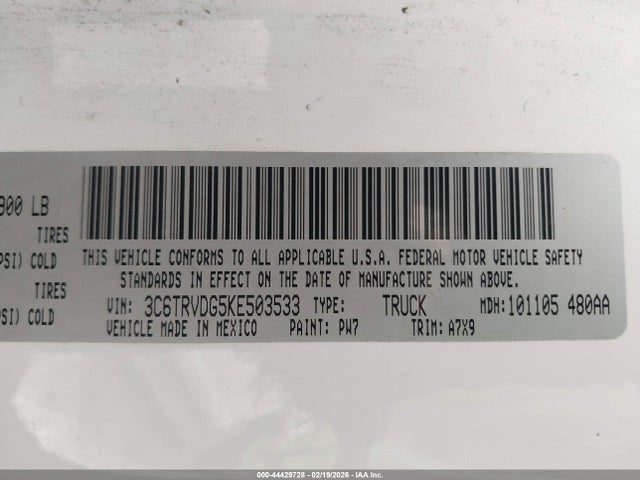 800 LB
TIRES
PSI) COLD
THIS VEHICLE CONFORMS TO ALL APPLICABLE U.S.A. FEDERAL MOTOR VEHICLE SAFETY
STANDARDS IN EFFECT ON THE DATE OF MANUFACTURE SHOWN ABOVE.
TIRES
VIN: 3C6TRVDG5KE503533 TYPE: TRUCK MDH:101105 480AA
SI) COLD
VEHICLE MADE IN MEXICO PAINT: PW7 TRIM: A7X9
000-44429728 - 02/19/2026 - IAA Inc.